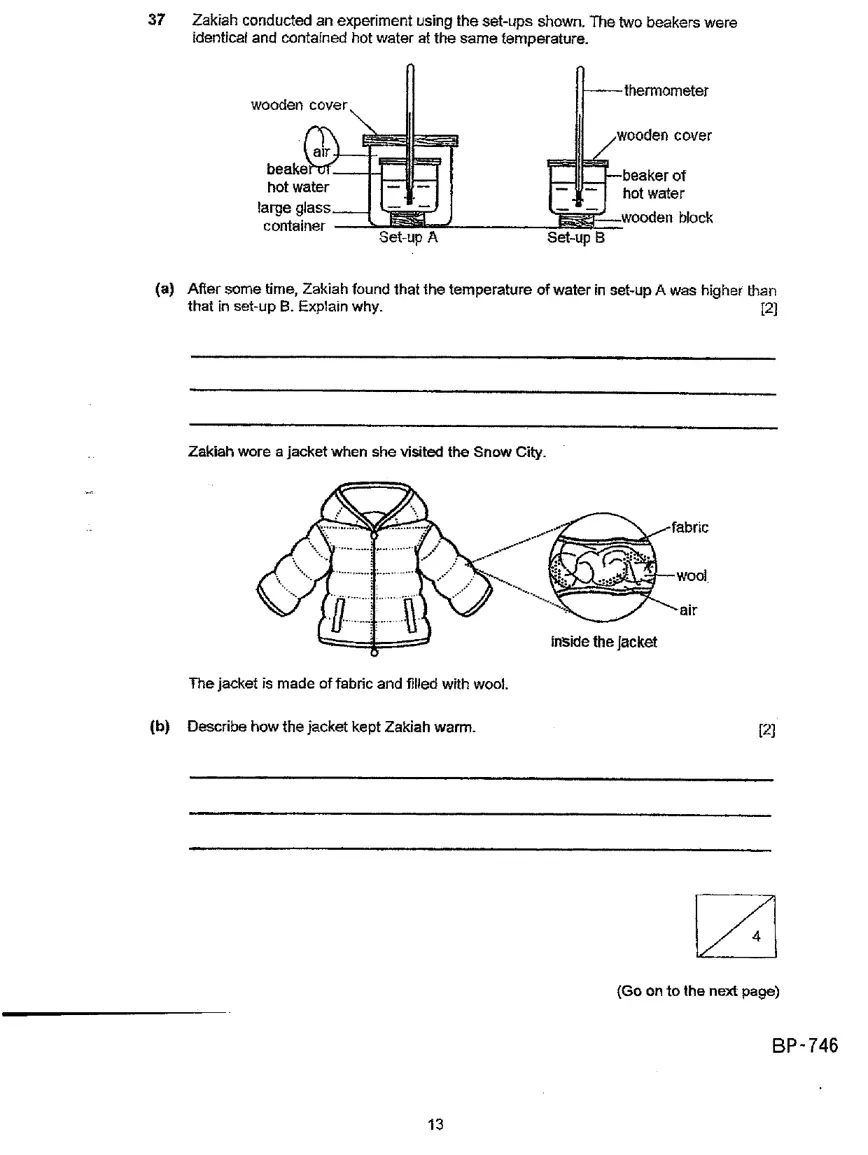 37 Zakiah conducted an experiment using the set-ups shown. The two beakers were
identical and contained hot water at the same temperature.
thermometer
wooden cover
wooden cover
air
beaker of
hot water
beaker of
hot water
large glass
container
wooden block
Set-up A
Set-up B
(a) After some time, Zakiah found that the temperature of water in set-up A was higher than
that in set-up B. Explain why. [2]
Zakiah wore a jacket when she visited the Snow City.
fabric
wool
air
inside the jacket
The jacket is made of fabric and filled with wool.
(b) Describe how the jacket kept Zakiah warm. [2]
4
(Go on to the next page)
BP-746
13